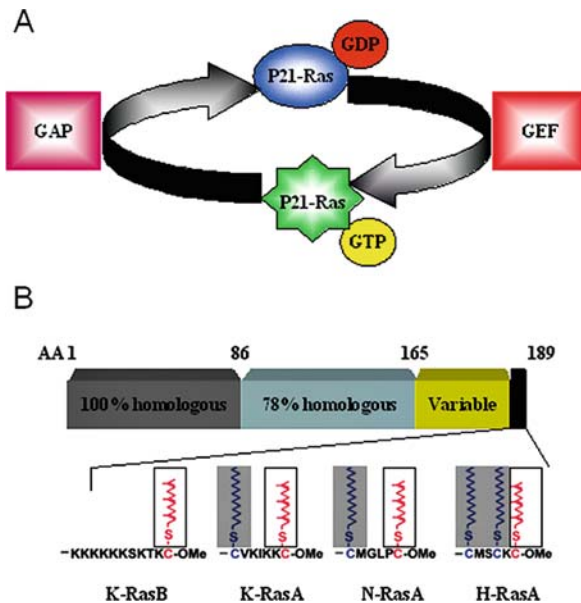 A
GDP
P21-Ras
GAP
GEF
P21-Ras
GTP
B
AA 1 86 165 189
100% homologous 78% homologous Variable
S S S S S S S S
-KKKKKKSKTKC-OMe -CVKIKKC-OMe -CMGLPC-OMe -CMSCKC-OMe
K-RasB K-RasA N-RasA H-RasA